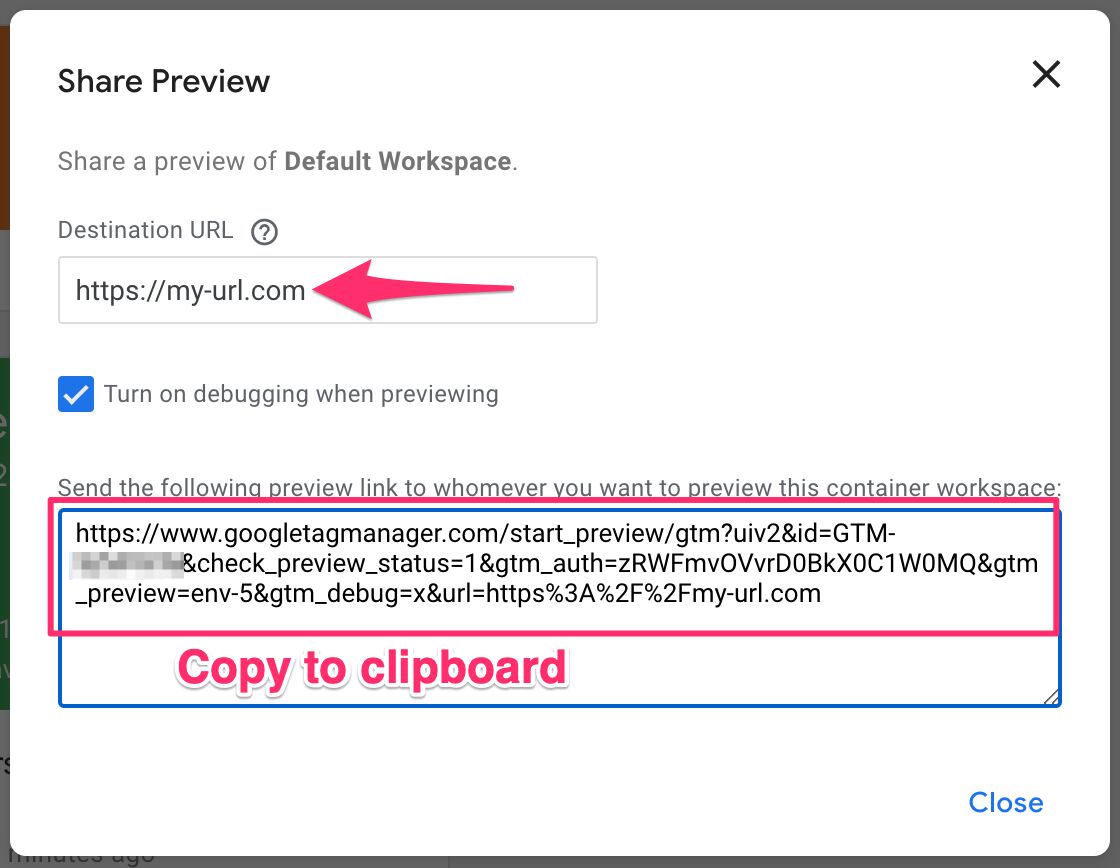 Share Preview
Share a preview of Default Workspace.
Destination URL
https://my-url.com
Turn on debugging when previewing
Send the following preview link to whomever you want to preview this container workspace:
https://www.googletagmanager.com/start_preview/gtm?uiv2&id=GTM-
&check_preview_status=1&gtm_auth=zRWFmvOVvrD0BkX0C1W0MQ&gtm
_preview=env-5&gtm_debug=x&url=https%3A%2F%2Fmy-url.com
Copy to clipboard
Close
minutes ago